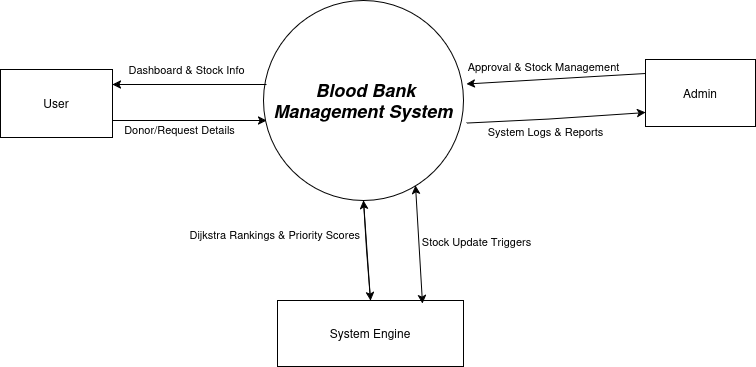 Dashboard & Stock Info
User
Donor/Request Details
Blood Bank
Management System
Approval & Stock Management
Admin
System Logs & Reports
Dijkstra Rankings & Priority Scores
Stock Update Triggers
System Engine